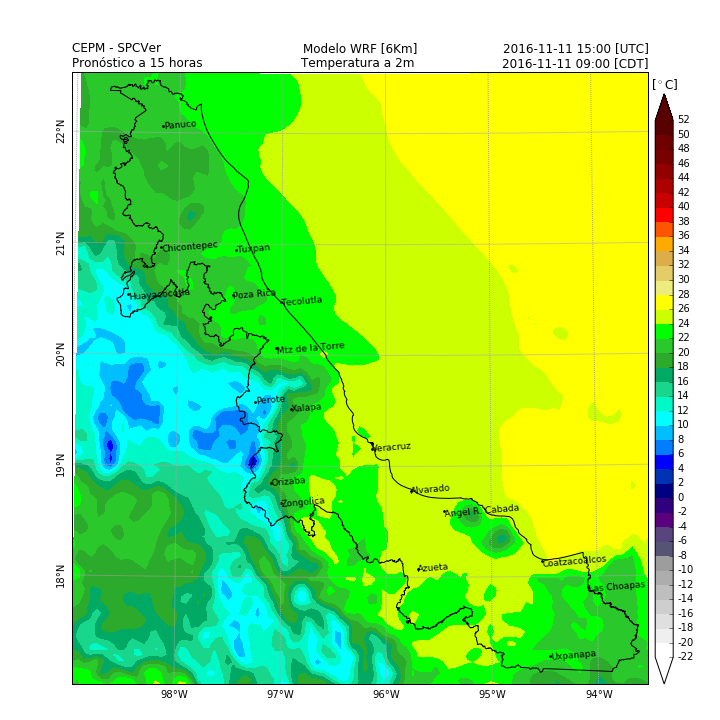 CEPM - SPCVer Modelo WRF [6Km] 2016-11-11 15:00 [UTC]
Pronóstico a 15 horas Temperatura a 2m 2016-11-11 09:00 [CDT]
[°C]
52
50
48
46
44
42
40
38
36
34
32
30
28
26
24
22
20
18
16
14
12
10
8
6
4
2
0
-2
-4
-6
-8
-10
-12
-14
-16
-18
-20
-22
22°N
21°N
20°N
19°N
18°N
Panuco
Chicontepec
Tuxpan
Huayacocotla
Poza Rica
Tecolutla
Mtz de la Torre
Perote
Xalapa
Veracruz
Orizaba
Alvarado
Zongolica
Angel R. Cabada
Azueta
Coatzacoalcos
Las Choapas
Uxpanapa
98°W 97°W 96°W 95°W 94°W